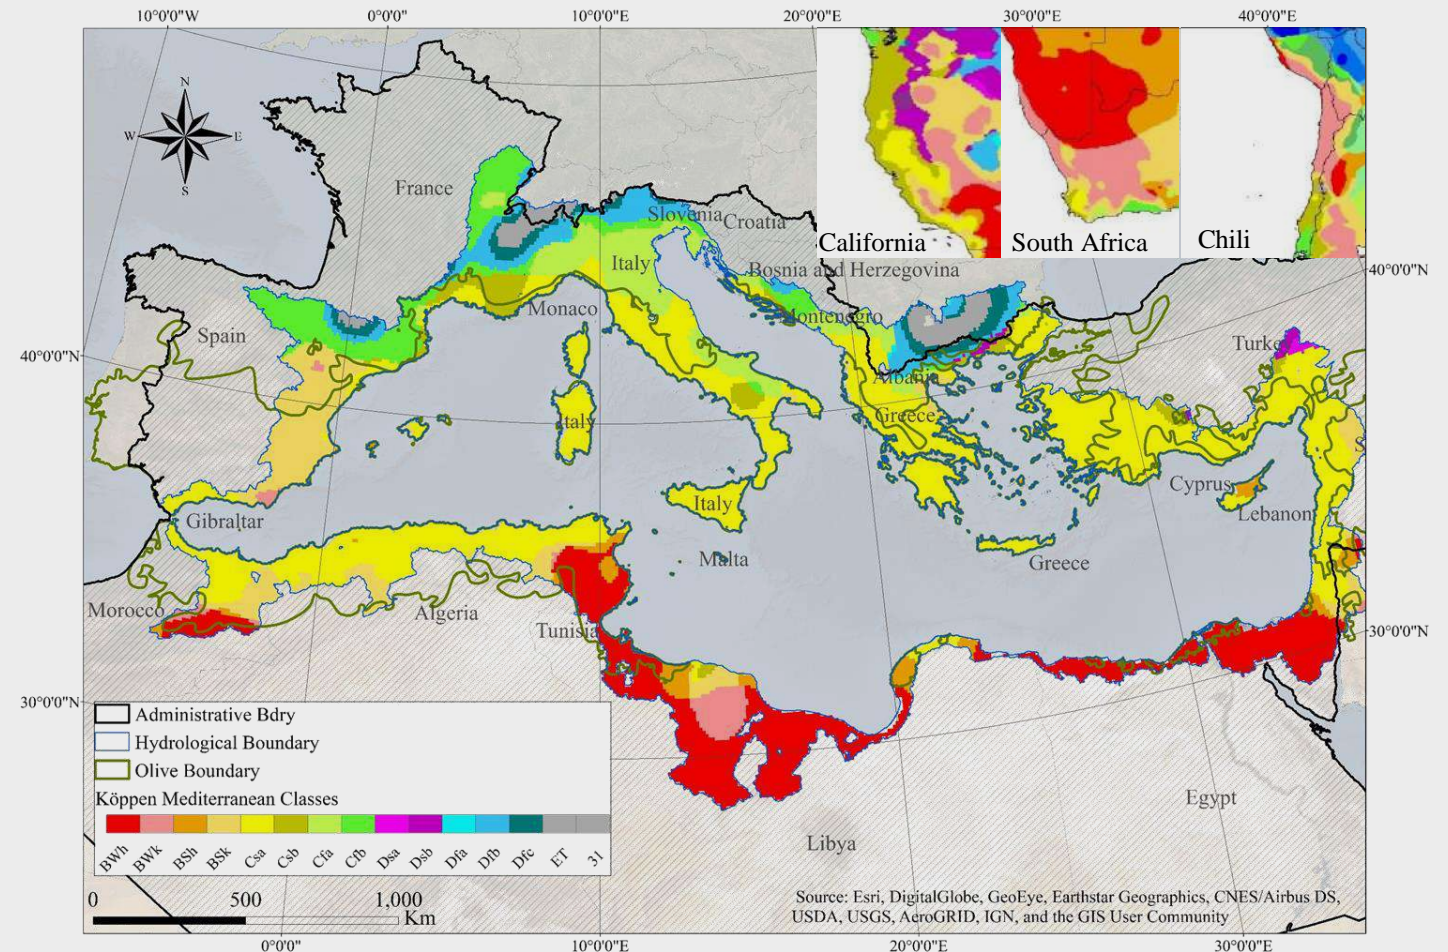 10°0'0"W 0°0'0" 10°0'0"E 20°0'0"E 30°0'0"E 40°0'0"E
N
W E
S
California
South Africa
Chili
France
Slovenia
Croatia
Italy
Bosnia and Herzegovina
40°0'0"N
Monaco
Montenegro
Spain
Turkey
40°0'0"N
Albania
Italy
Greece
Cyprus
Italy
Gibraltar
Lebanon
Malta
Greece
Morocco
Algeria
Tunisia
30°0'0"N
30°0'0"N
Administrative Bdry
Hydrological Boundary
Olive Boundary
Köppen Mediterranean Classes
BWh BWk BSh BSk Csa Csb Cfa Cfb Dsa Dsb Dfa Dfb Dfc ET 31
Egypt
Libya
0 500 1,000
Km
Source: Esri, DigitalGlobe, GeoEye, Earthstar Geographics, CNES/Airbus DS,
USDA, USGS, AeroGRID, IGN, and the GIS User Community
0°0'0" 10°0'0"E 20°0'0"E 30°0'0"E